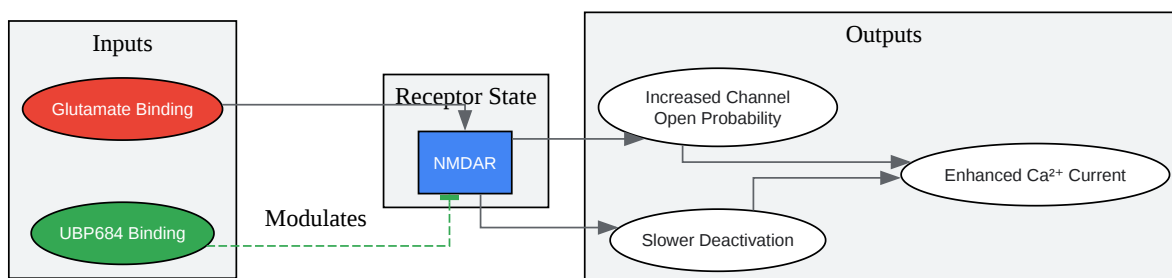 Inputs
Glutamate Binding
UBP684 Binding
Modulates
Receptor State
NMDAR
Outputs
Increased Channel
Open Probability
Slower Deactivation
Enhanced Ca²⁺ Current